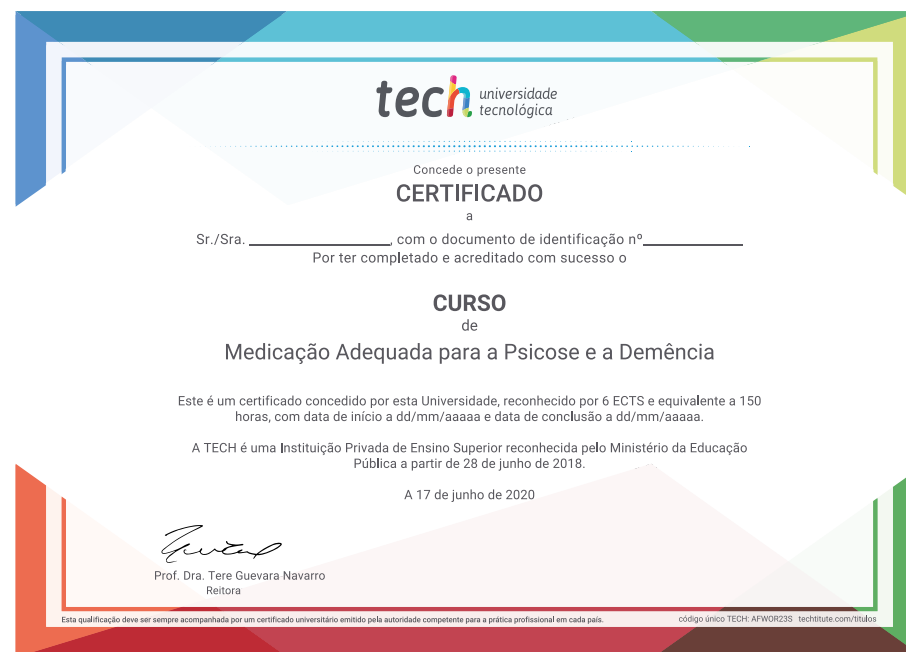 tech universidade
tecnológica
Concede o presente
CERTIFICADO
a
Sr./Sra. ____________________, com o documento de identificação nº______________
Por ter completado e acreditado com sucesso o
CURSO
de
Medicação Adequada para a Psicose e a Demência
Este é um certificado concedido por esta Universidade, reconhecido por 6 ECTS e equivalente a 150
horas, com data de início a dd/mm/aaaaa e data de conclusão a dd/mm/aaaaa.
A TECH é uma Instituição Privada de Ensino Superior reconhecida pelo Ministério da Educação
Pública a partir de 28 de junho de 2018.
A 17 de junho de 2020
Prof. Dra. Tere Guevara Navarro
Reitora
Esta qualificação deve ser sempre acompanhada por um certificado universitário emitido pela autoridade competente para a prática profissional em cada país.
código único TECH: AFWOR23S techtitute.com/titulos